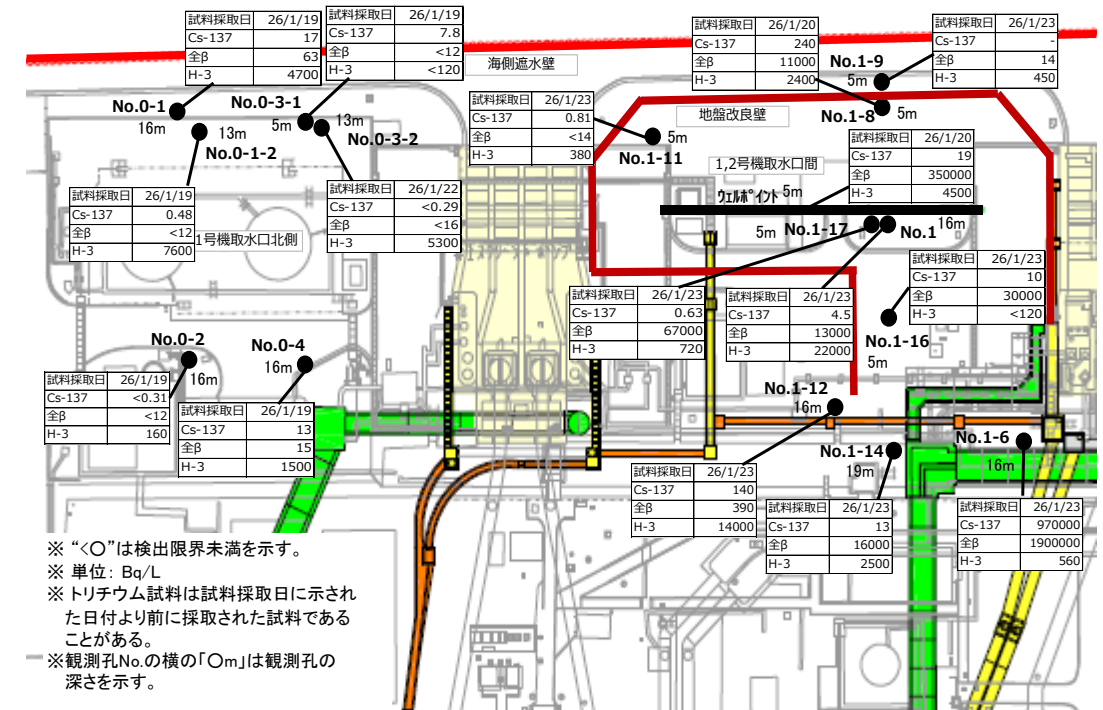 試料採取日 26/1/19
Cs-137 17
全β 63
H-3 4700
試料採取日 26/1/19
Cs-137 7.8
全β <12
H-3 <120
海側遮水壁
試料採取日 26/1/20
Cs-137 240
全β 11000
H-3 2400
試料採取日 26/1/23
Cs-137 -
全β 14
H-3 450
No.1-9
5m
No.0-1
16m
No.0-3-1
5m
13m
No.0-3-2
13m
No.0-1-2
試料採取日 26/1/23
Cs-137 0.81
全β <14
H-3 380
5m
No.1-11
地盤改良壁
No.1-8
5m
1,2号機取水口間
試料採取日 26/1/20
Cs-137 19
全β 350000
H-3 4500
ウェルポイント 5m
5m
No.1-17
No.1
16m
試料採取日 26/1/19
Cs-137 0.48
全β <12
H-3 7600
1号機取水口北側
試料採取日 26/1/22
Cs-137 <0.29
全β <16
H-3 5300
試料採取日 26/1/23
Cs-137 0.63
全β 67000
H-3 720
試料採取日 26/1/23
Cs-137 4.5
全β 13000
H-3 22000
試料採取日 26/1/23
Cs-137 10
全β 30000
H-3 <120
No.1-16
5m
No.0-2
16m
No.0-4
16m
試料採取日 26/1/19
Cs-137 <0.31
全β <12
H-3 160
試料採取日 26/1/19
Cs-137 13
全β 15
H-3 1500
No.1-12
16m
No.1-14
19m
No.1-6
16m
試料採取日 26/1/23
Cs-137 140
全β 390
H-3 14000
試料採取日 26/1/23
Cs-137 13
全β 16000
H-3 2500
試料採取日 26/1/23
Cs-137 970000
全β 1900000
H-3 560
※ “<○”は検出限界未満を示す。
※ 単位: Bq/L
※ トリチウム試料は試料採取日に示され
た日付より前に採取された試料である
ことがある。
※観測孔No.の横の「○m」は観測孔の
深さを示す。